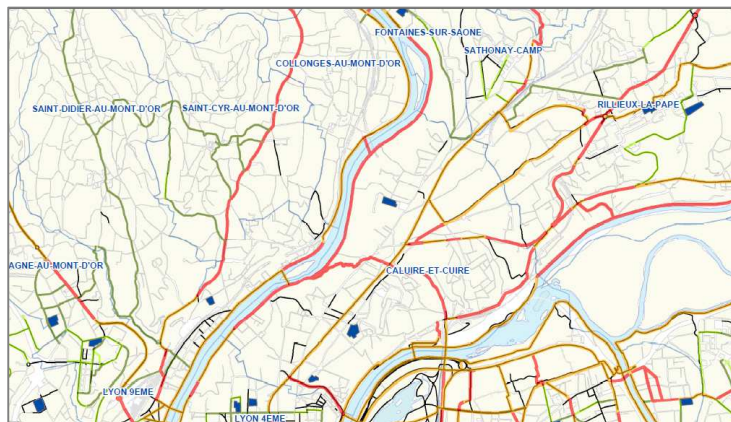 FONTAINES-SUR-SAONE
SATHONAY-CAMP
COLLONGES-AU-MONT-D'OR
RILLIEUX-LA-PAPE
SAINT-DIDIER-AU-MONT-D'OR
SAINT-CYR-AU-MONT-D'OR
AGNE-AU-MONT-D'OR
CALUIRE-ET-CUIRE
LYON 9EME
LYON 4EME